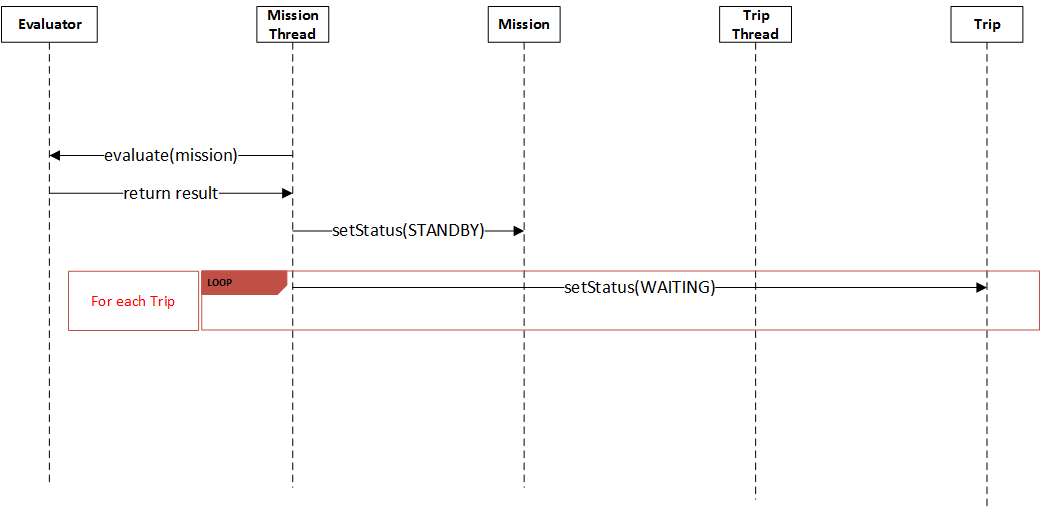 Evaluator
Mission
Thread
Mission
Trip
Thread
Trip
evaluate(mission)
return result
setStatus(STANDBY)
For each Trip
LOOP
setStatus(WAITING)